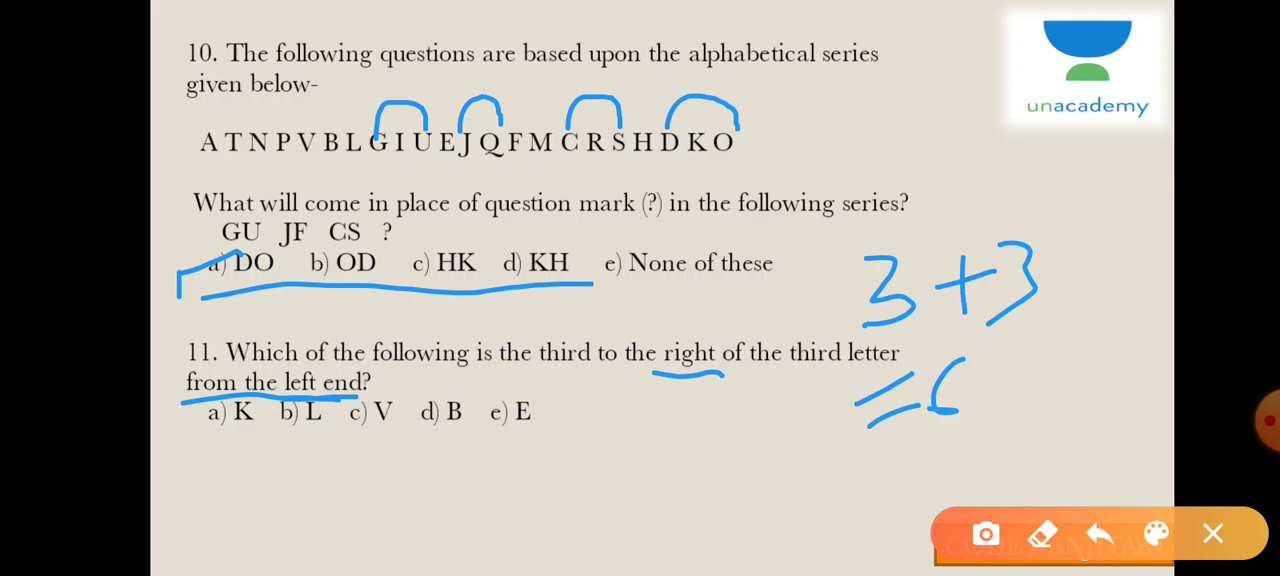 10. The following questions are based upon the alphabetical series
given below-
unacademy
A T N P V B L G I U E J Q F M C R S H D K O
What will come in place of question mark (?) in the following series?
GU JF CS ?
a) DO b) OD c) HK d) KH e) None of these
3 + 3
11. Which of the following is the third to the right of the third letter
from the left end?
= 6
a) K b) L c) V d) B e) E